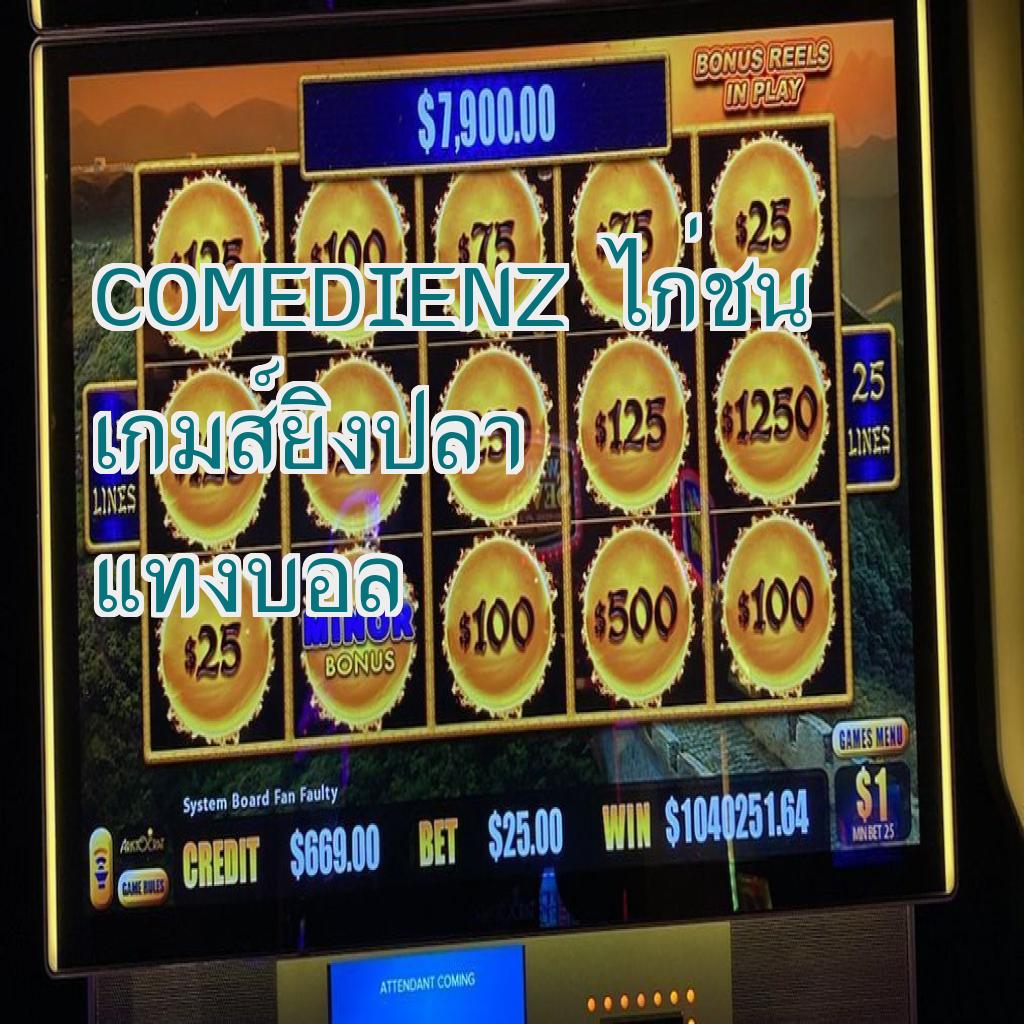 BONUS REELS
IN PLAY
$7,900.00
$125 $100 $75 $75 $25
COMEDIENZ ไก่ชน
เกมส์ยิงปลา
แทงบอล
$125 $1250
25
LINES
LINES
$25
MINOR
BONUS
$100 $500 $100
GAMES MENU
System Board Fan Faulty
$1
MIN BET 25
ARISTOCRAT
GAME RULES
CREDIT $669.00 BET $25.00 WIN $1040251.64
ATTENDANT COMING